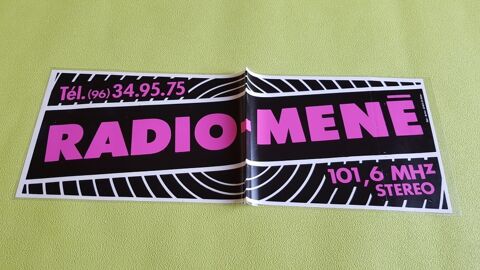 Tél. (96) 34.95.75
RADIO-MENĒ
101,6 MHz
STEREO